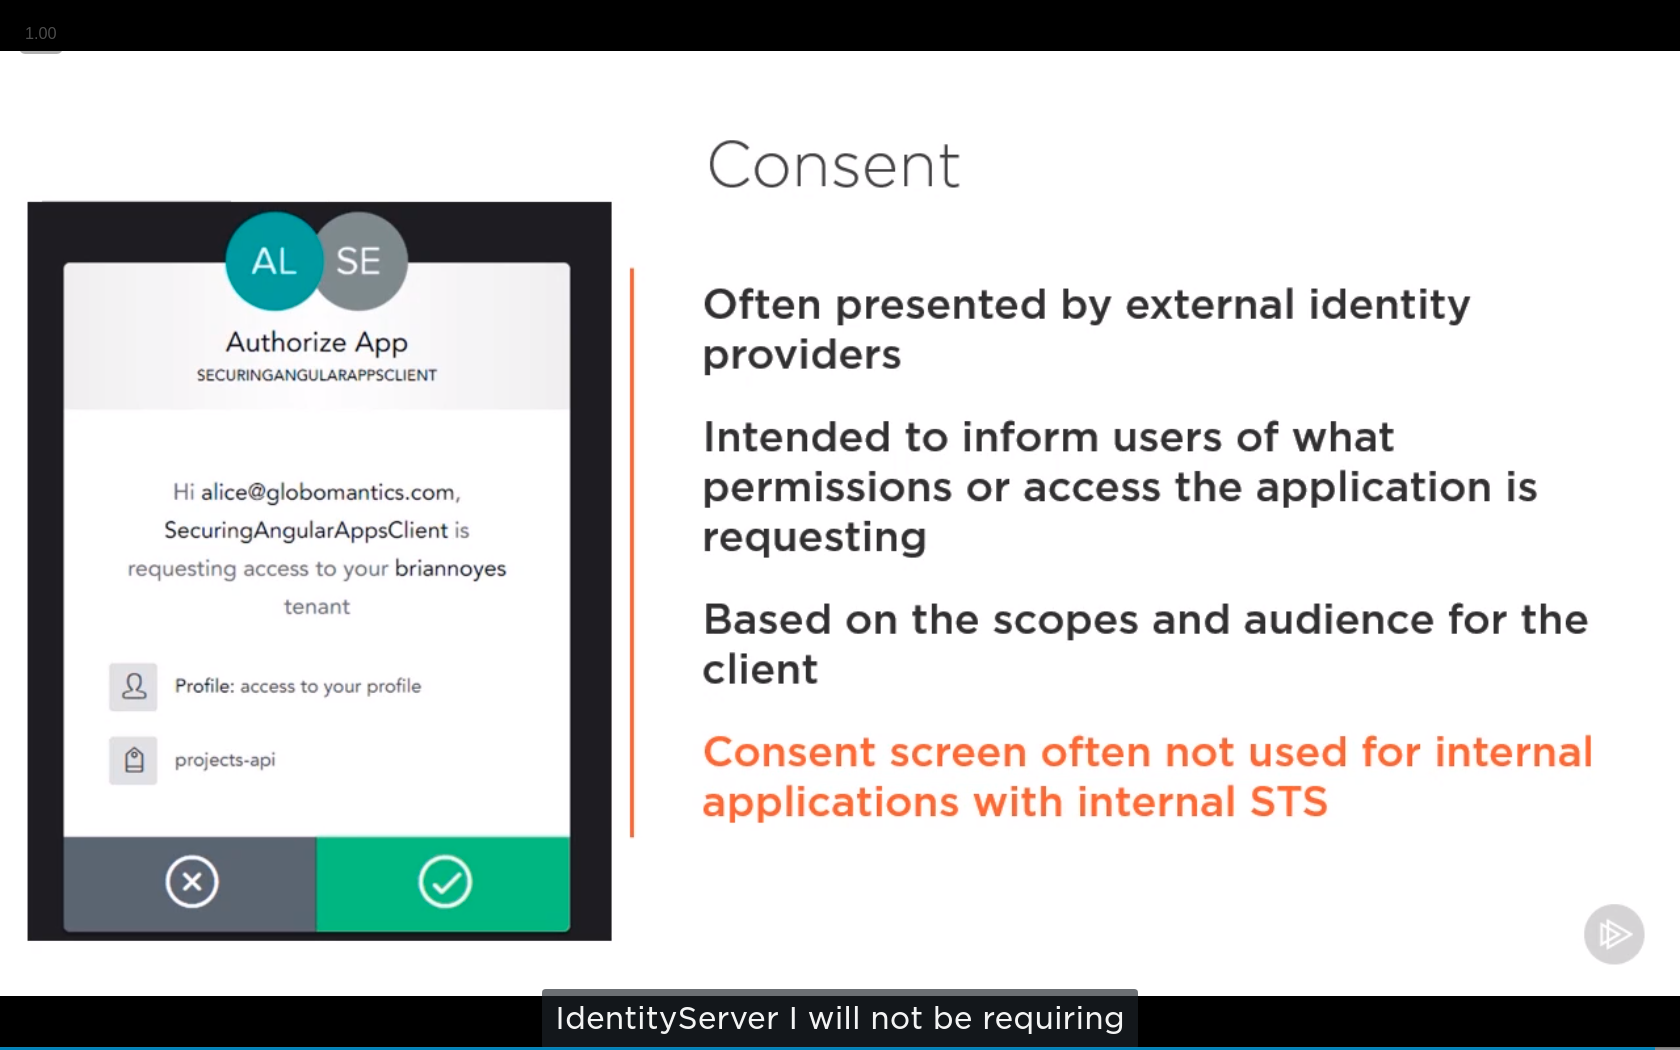 1.00
Consent
AL SE
Authorize App
SECURINGANGULARAPPSCLIENT
Hi alice@globomantics.com,
SecuringAngularAppsClient is
requesting access to your briannoyes
tenant
Profile: access to your profile
projects-api
Often presented by external identity
providers
Intended to inform users of what
permissions or access the application is
requesting
Based on the scopes and audience for the
client
Consent screen often not used for internal
applications with internal STS
IdentityServer I will not be requiring